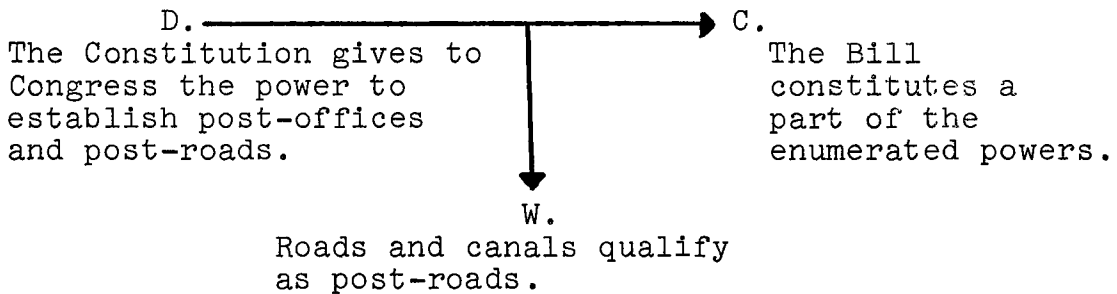 D. C.
The Constitution gives to
Congress the power to
establish post-offices
and post-roads.
The Bill
constitutes a
part of the
enumerated powers.
W.
Roads and canals qualify
as post-roads.